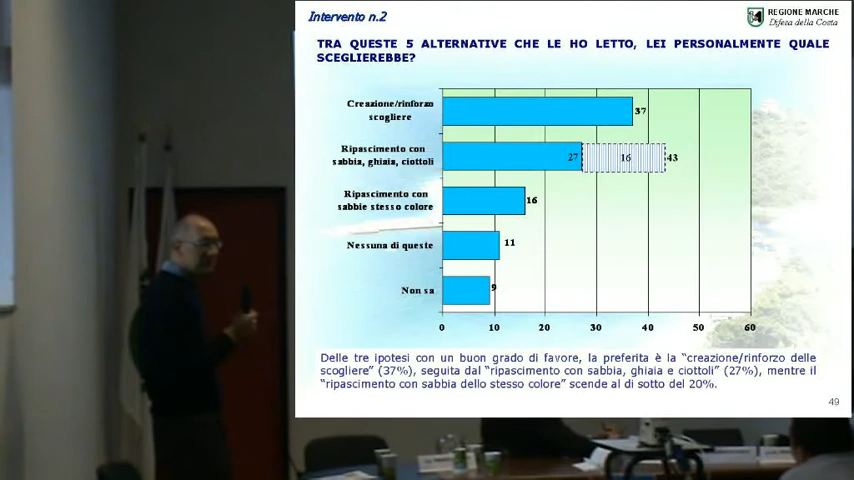 Intervento n.2
REGIONE MARCHE
Difesa della Costa
TRA QUESTE 5 ALTERNATIVE CHE LE HO LETTO, LEI PERSONALMENTE QUALE
SCEGLIEREBBE?
Creazione/rinforzo
scogliere
37
Ripascimento con
sabbia, ghiaia, ciottoli
27
16
43
Ripascimento con
sabbie stesso colore
16
Nessuna di queste
11
Non sa
9
0 10 20 30 40 50 60
Delle tre ipotesi con un buon grado di favore, la preferita è la "creazione/rinforzo delle
scogliere" (37%), seguita dal "ripascimento con sabbia, ghiaia e ciottoli" (27%), mentre il
"ripascimento con sabbia dello stesso colore" scende al di sotto del 20%.
49